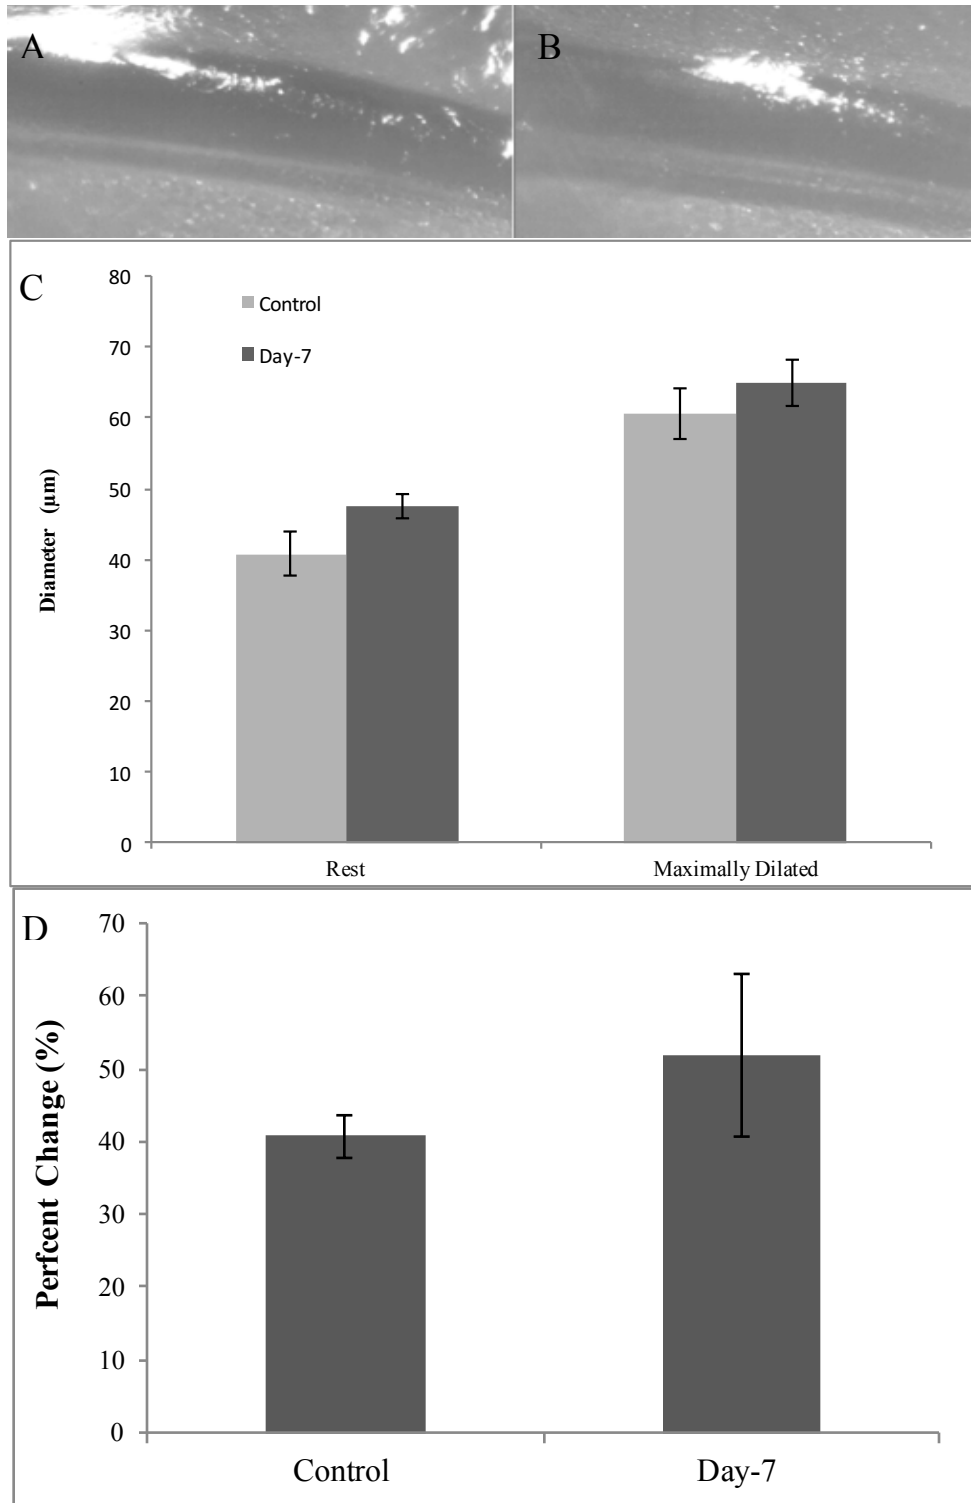 A
B
C
80
70
60
50
40
30
20
10
0
Diameter (µm)
Control
Day-7
Rest
Maximally Dilated
D
70
60
50
40
30
20
10
0
Perfcent Change (%)
Control
Day-7